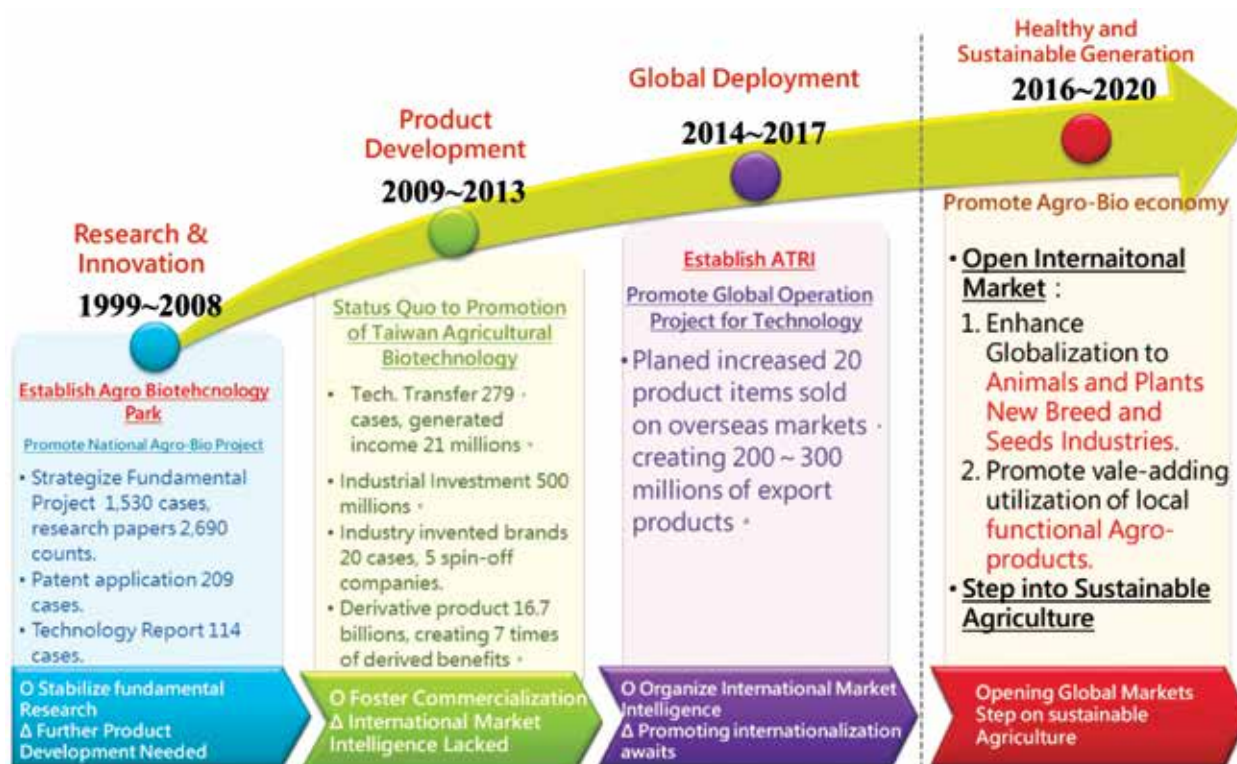 Research &
Innovation
1999~2008
Establish Agro Biotehcnology
Park
Promote National Agro-Bio Project
• Strategize Fundamental
Project 1,530 cases,
research papers 2,690
counts.
• Patent application 209
cases.
• Technology Report 114
cases.
O Stabilize fundamental
Research
Δ Further Product
Development Needed
Product
Development
2009~2013
Status Quo to Promotion
of Taiwan Agricultural
Biotechnology
• Tech. Transfer 279 ,
cases, generated
income 21 millions。
• Industrial Investment 500
millions。
• Industry invented brands
20 cases, 5 spin-off
companies.
• Derivative product 16.7
billions, creating 7 times
of derived benefits。
O Foster Commercialization
Δ International Market
Intelligence Lacked
Global Deployment
2014~2017
Establish ATRI
Promote Global Operation
Project for Technology
• Planed increased 20
product items sold
on overseas markets ,
creating 200 ~ 300
millions of export
products。
O Organize International Market
Intelligence
Δ Promoting internationalization
awaits
Healthy and
Sustainable Generation
2016~2020
Promote Agro-Bio economy
• Open Internaitonal
Market :
1. Enhance
Globalization to
Animals and Plants
New Breed and
Seeds Industries.
2. Promote vale-adding
utilization of local
functional Agro-
products.
• Step into Sustainable
Agriculture
Opening Global Markets
Step on sustainable
Agriculture